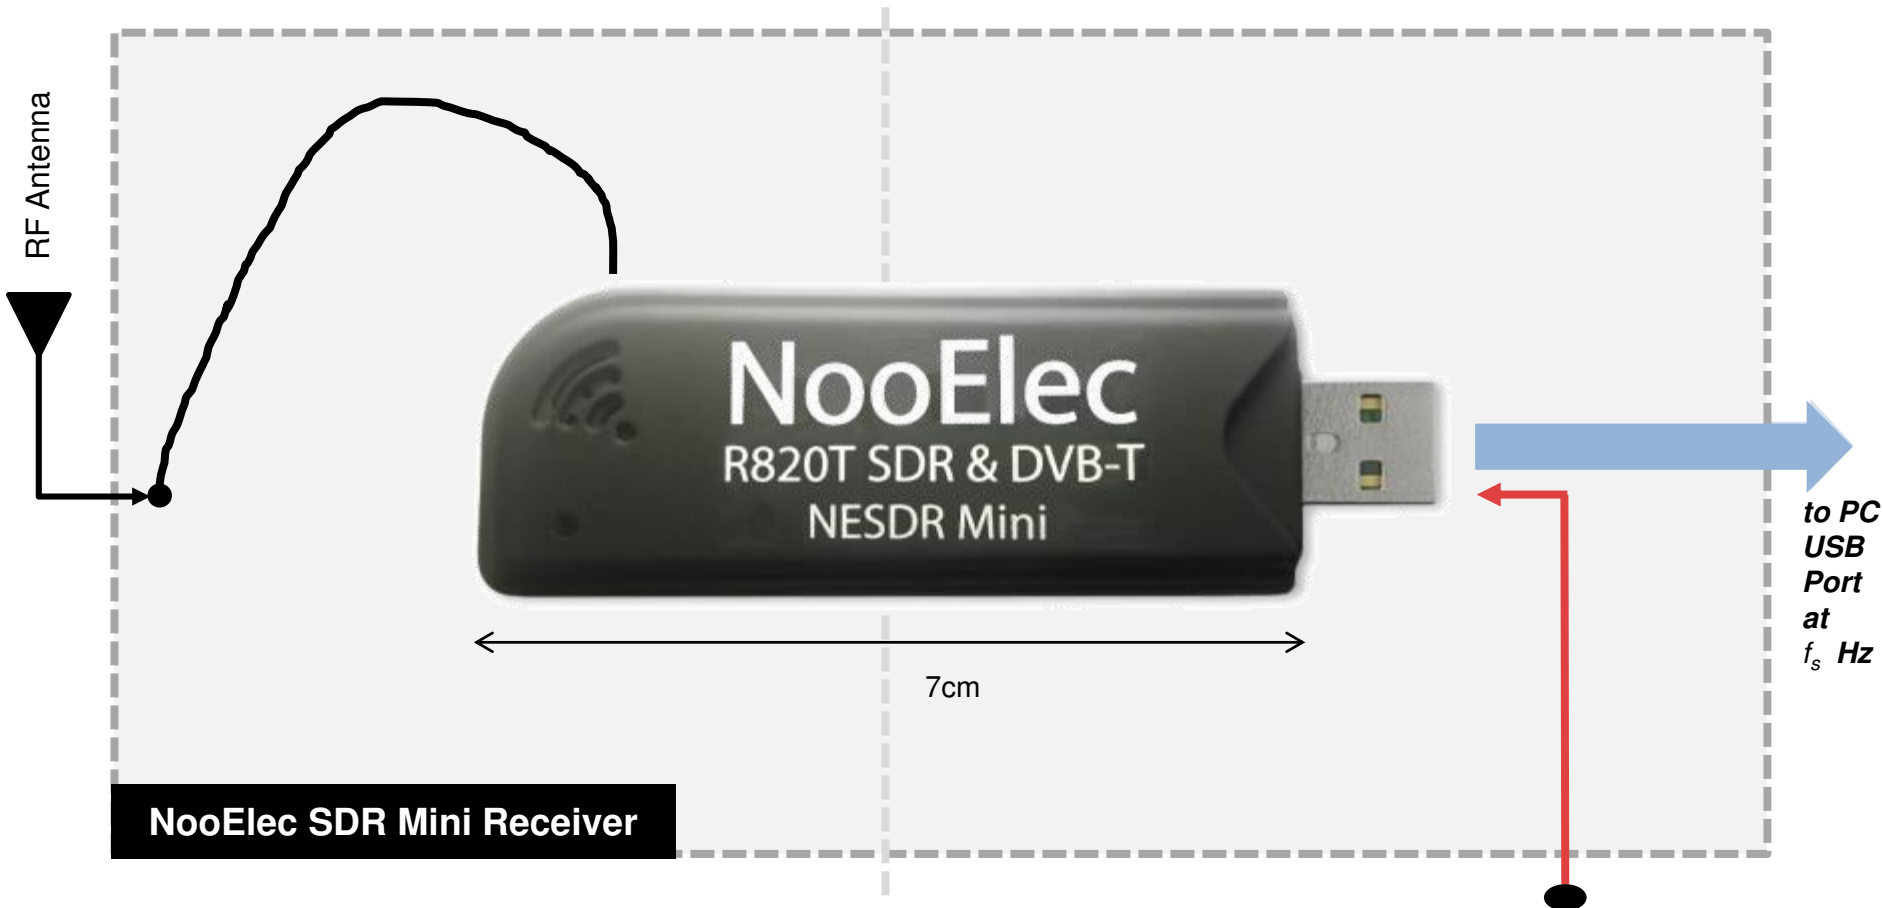 RF Antenna
NooElec
R820T SDR & DVB-T
NESDR Mini
to PC
USB
Port
at
fₛ Hz
7cm
NooElec SDR Mini Receiver